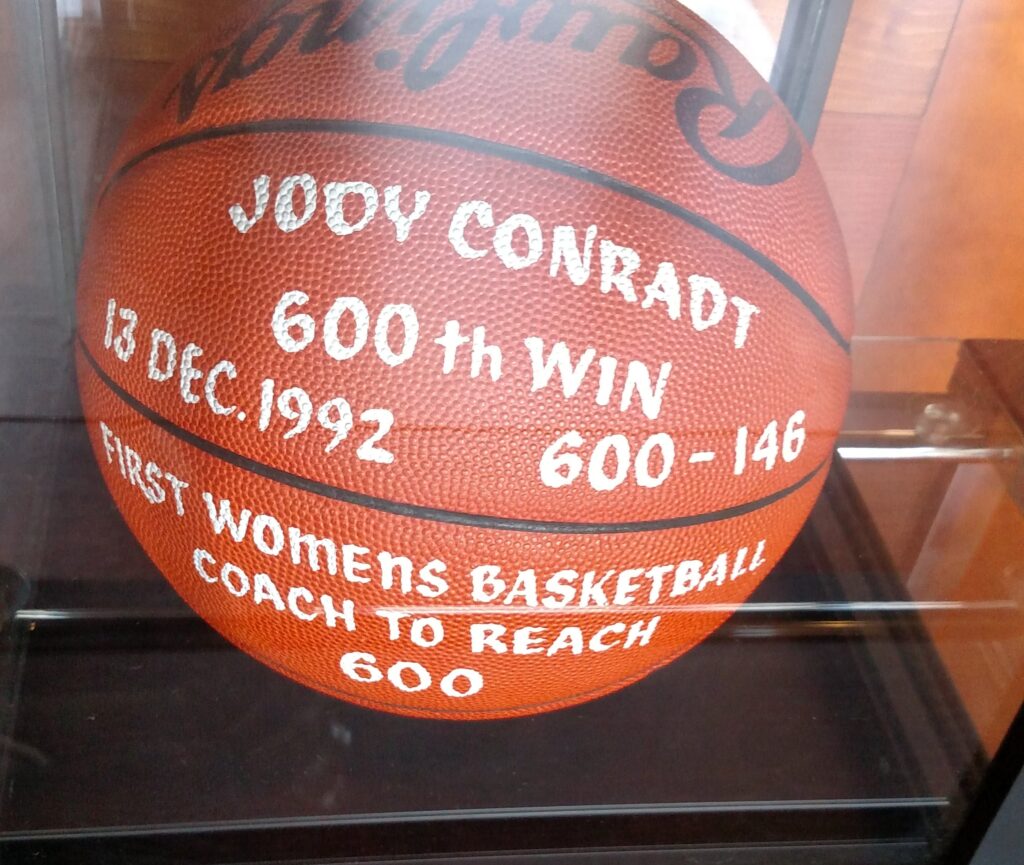 Rawlings
JODY CONRADT
600th WIN
13 DEC. 1992
600-146
FIRST WOMENS BASKETBALL
COACH TO REACH
600